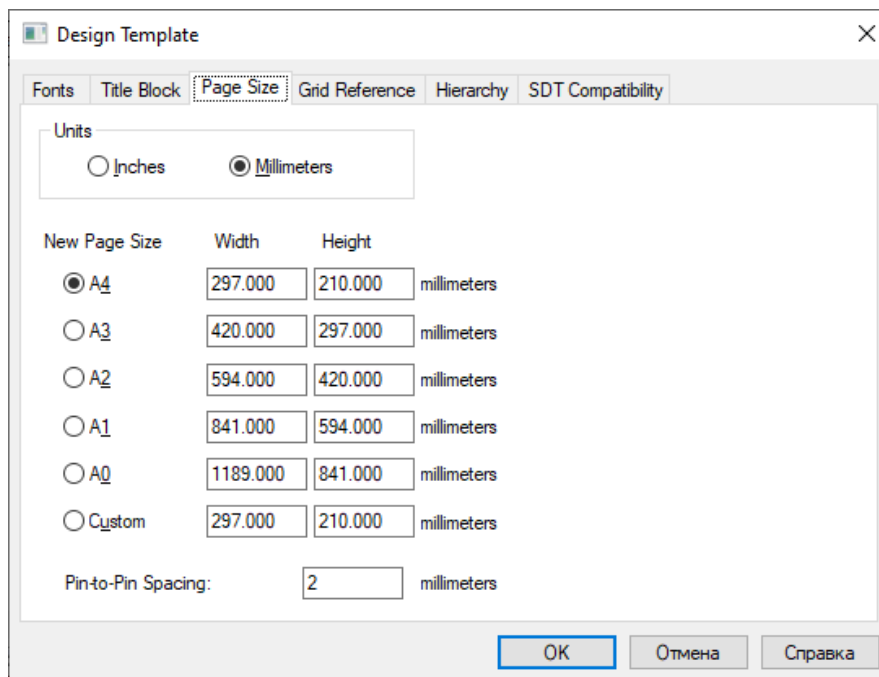 Design Template
Fonts Title Block Page Size Grid Reference Hierarchy SDT Compatibility
Units
Inches Millimeters
New Page Size Width Height
A4 297.000 210.000 millimeters
A3 420.000 297.000 millimeters
A2 594.000 420.000 millimeters
A1 841.000 594.000 millimeters
A0 1189.000 841.000 millimeters
Custom 297.000 210.000 millimeters
Pin-to-Pin Spacing: 2 millimeters
OK Отмена Справка